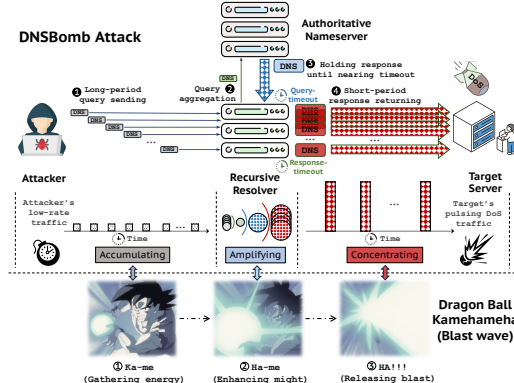 DNSBomb Attack
Authoritative
Nameserver
❶ Long-period
query sending
Query ❷
aggregation
DNS
DNS
❸ Holding response
until nearing timeout
Query-
timeout
❹ Short-period
response returning
DoS
DNS
DNS
DNS
DNS
...
DNS
DNS
DNS
...
DNS
Response-
timeout
Attacker
Recursive
Resolver
Target
Server
Attacker's
low-rate
traffic
...
Time
...
Time
Target's
pulsing DoS
traffic
Accumulating
Amplifying
Concentrating
Dragon Ball
Kamehameha
(Blast wave)
① Ka-me
(Gathering energy)
② Ha-me
(Enhancing might)
③ HA!!!
(Releasing blast)